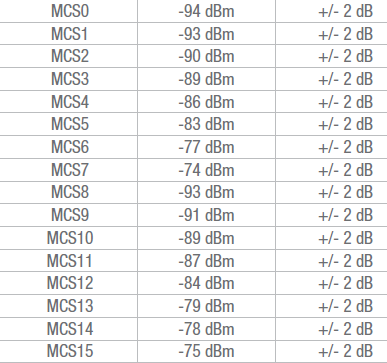 MCS0 -94 dBm +/- 2 dB
MCS1 -93 dBm +/- 2 dB
MCS2 -90 dBm +/- 2 dB
MCS3 -89 dBm +/- 2 dB
MCS4 -86 dBm +/- 2 dB
MCS5 -83 dBm +/- 2 dB
MCS6 -77 dBm +/- 2 dB
MCS7 -74 dBm +/- 2 dB
MCS8 -93 dBm +/- 2 dB
MCS9 -91 dBm +/- 2 dB
MCS10 -89 dBm +/- 2 dB
MCS11 -87 dBm +/- 2 dB
MCS12 -84 dBm +/- 2 dB
MCS13 -79 dBm +/- 2 dB
MCS14 -78 dBm +/- 2 dB
MCS15 -75 dBm +/- 2 dB